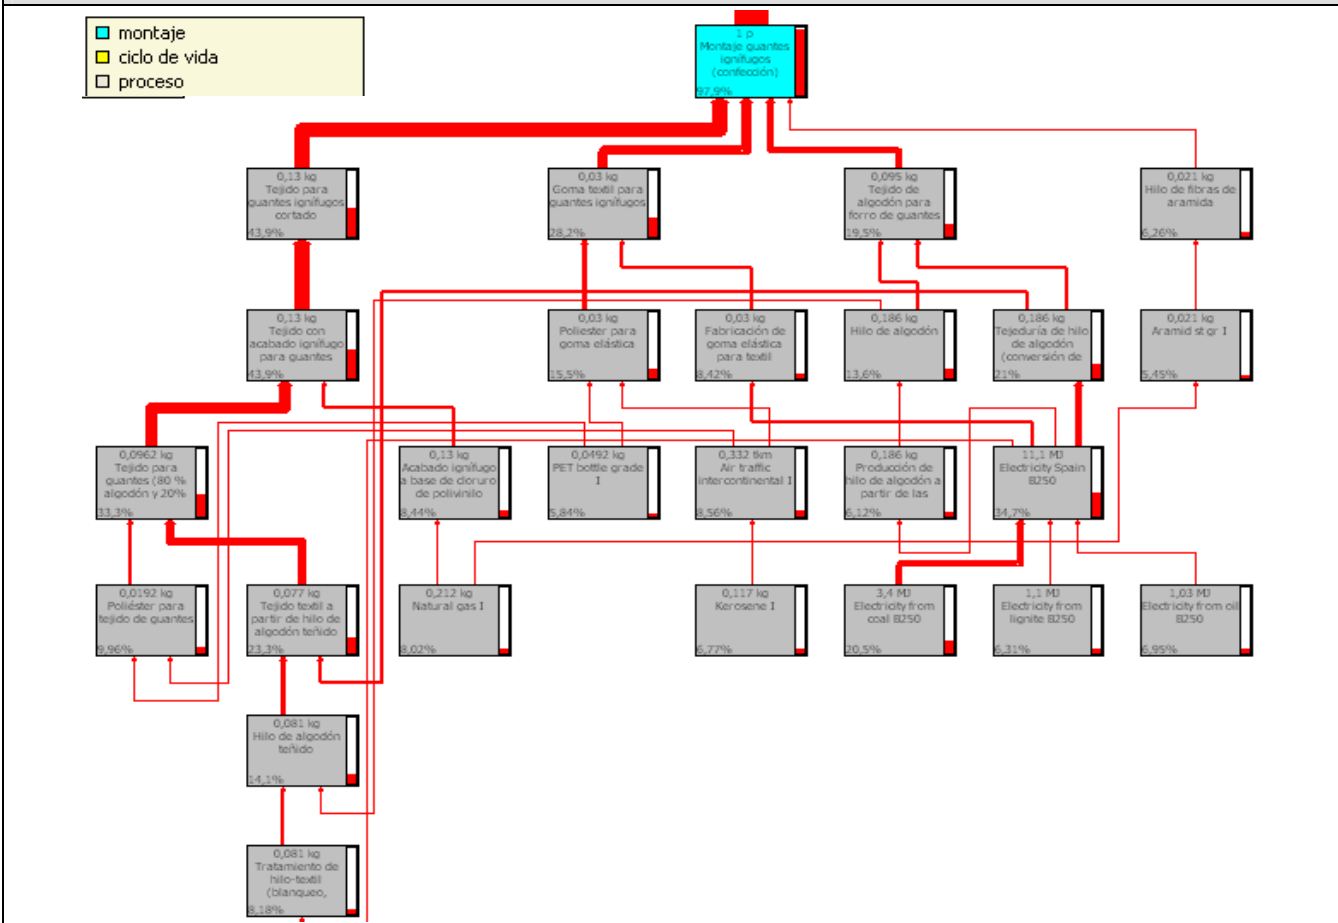 montaje
ciclo de vida
proceso
1 p
Montaje guantes
ignífugos
(confección)
97,9%
0,13 kg
Tejido para
guantes ignífugos
cortado
43,9%
0,03 kg
Goma textil para
guantes ignífugos
28,2%
0,095 kg
Tejido de
algodón para
forro de guantes
19,5%
0,021 kg
Hilo de fibras de
aramida
6,26%
0,13 kg
Tejido con
acabado ignífugo
para guantes
43,9%
0,03 kg
Poliester para
goma elástica
15,5%
0,03 kg
Fabricación de
goma elástica
para textil
8,42%
0,186 kg
Hilo de algodón
13,6%
0,186 kg
Tejeduría de hilo
de algodón
(conversión de
21%
0,021 kg
Aramid st gr I
5,45%
0,0962 kg
Tejido para
guantes (80 %
algodón y 20%
33,3%
0,13 kg
Acabado ignífugo
a base de cloruro
de polivinilo
8,44%
0,0492 kg
PET bottle grade
I
5,84%
0,332 tkm
Air traffic
intercontinental I
8,56%
0,186 kg
Producción de
hilo de algodón a
partir de las
6,12%
11,1 MJ
Electricity Spain
B250
34,7%
0,0192 kg
Poliéster para
tejido de guantes
9,96%
0,077 kg
Tejido textil a
partir de hilo de
algodón teñido
23,3%
0,212 kg
Natural gas I
8,02%
0,117 kg
Kerosene I
6,77%
3,4 MJ
Electricity from
coal B250
20,5%
1,1 MJ
Electricity from
lignite B250
6,31%
1,03 MJ
Electricity from oil
B250
6,95%
0,081 kg
Hilo de algodón
teñido
14,1%
0,081 kg
Tratamiento de
hilo-textil
(blanqueo,
8,18%